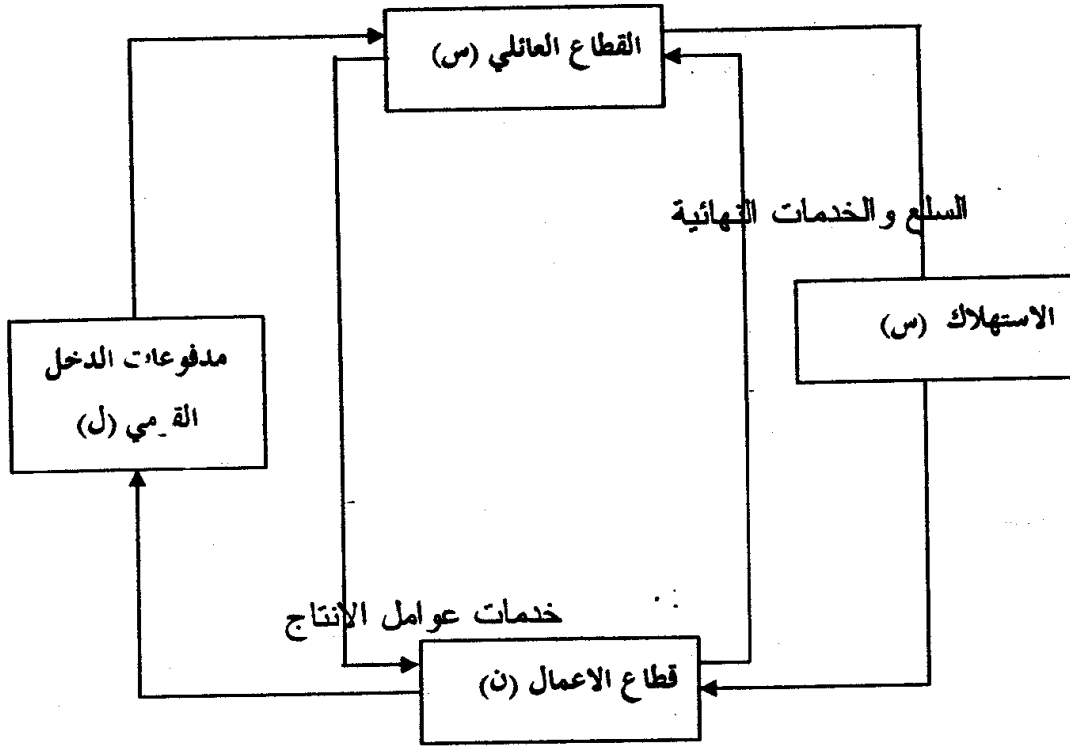 القطاع العائلي (س)
السلع والخدمات النهائية
الاستهلاك (س)
مدفوعات الدخل
(ل)
خدمات عوامل الانتاج
قطاع الاعمال (ن)